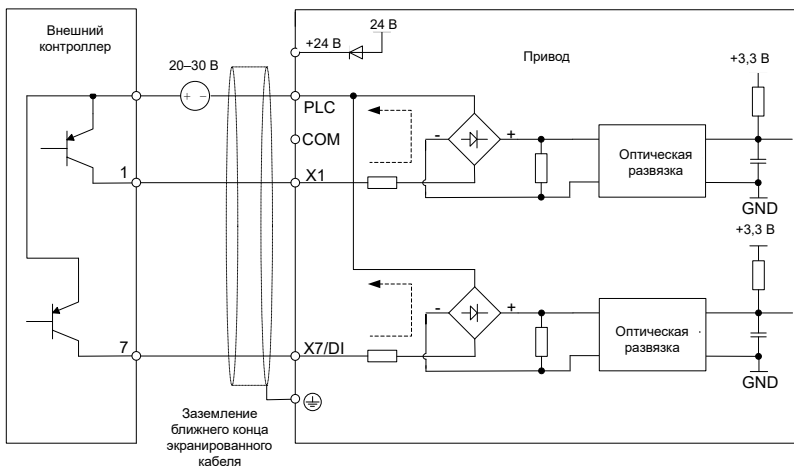 Внешний
контроллер
20–30 В
+ –
24 В
+24 В
Привод
+3,3 В
PLC
COM
- +
1
X1
Оптическая
развязка
GND
+3,3 В
- +
7
X7/DI
Оптическая
развязка
GND
Заземление
ближнего конца
экранированного
кабеля